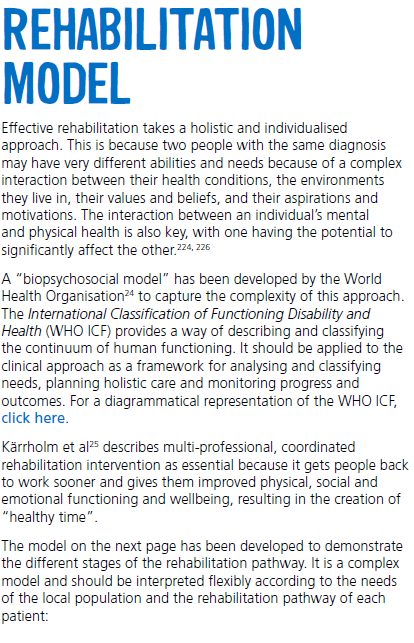 REHABILITATION
MODEL
Effective rehabilitation takes a holistic and individualised
approach. This is because two people with the same diagnosis
may have very different abilities and needs because of a complex
interaction between their health conditions, the environments
they live in, their values and beliefs, and their aspirations and
motivations. The interaction between an individual’s mental
and physical health is also key, with one having the potential to
significantly affect the other.224, 226
A “biopsychosocial model” has been developed by the World
Health Organisation24 to capture the complexity of this approach.
The International Classification of Functioning Disability and
Health (WHO ICF) provides a way of describing and classifying
the continuum of human functioning. It should be applied to the
clinical approach as a framework for analysing and classifying
needs, planning holistic care and monitoring progress and
outcomes. For a diagrammatical representation of the WHO ICF,
click here.
Kärrholm et al25 describes multi-professional, coordinated
rehabilitation intervention as essential because it gets people back
to work sooner and gives them improved physical, social and
emotional functioning and wellbeing, resulting in the creation of
“healthy time”.
The model on the next page has been developed to demonstrate
the different stages of the rehabilitation pathway. It is a complex
model and should be interpreted flexibly according to the needs
of the local population and the rehabilitation pathway of each
patient: